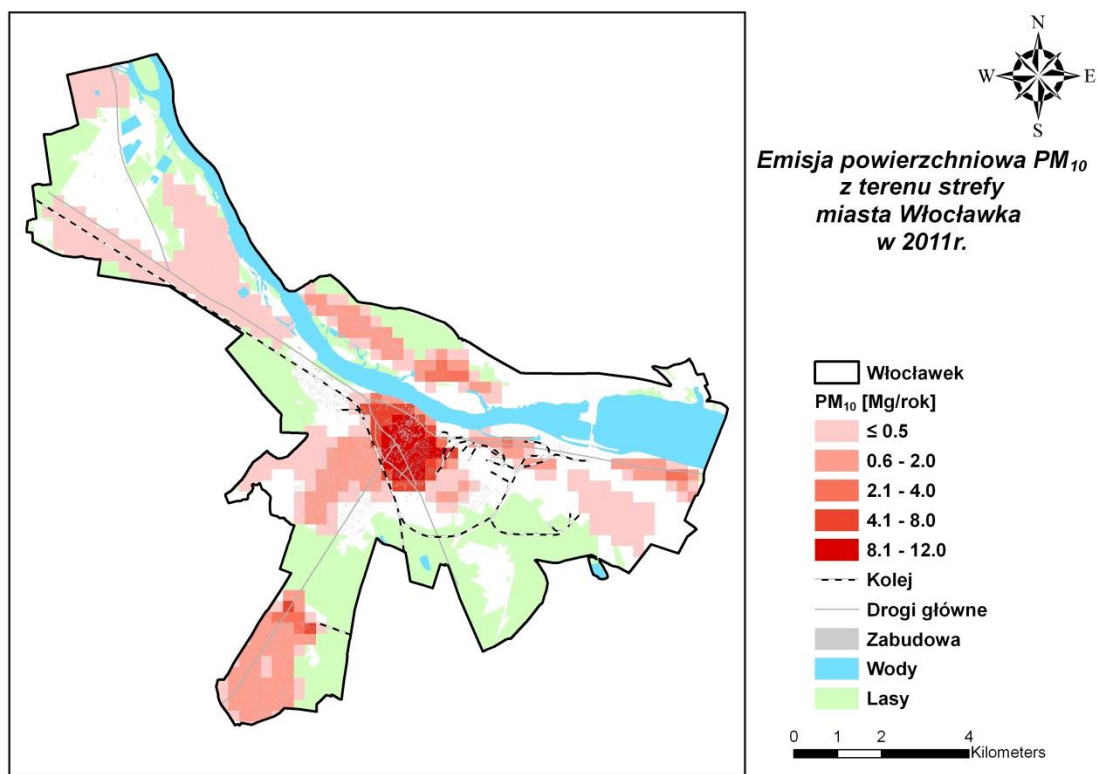 N
W E
S
Emisja powierzchniowa PM10
z terenu strefy
miasta Włocławka
w 2011r.
Włocławek
PM10 [Mg/rok]
≤ 0.5
0.6 - 2.0
2.1 - 4.0
4.1 - 8.0
8.1 - 12.0
Kolej
Drogi główne
Zabudowa
Wody
Lasy
0 1 2 4
Kilometers